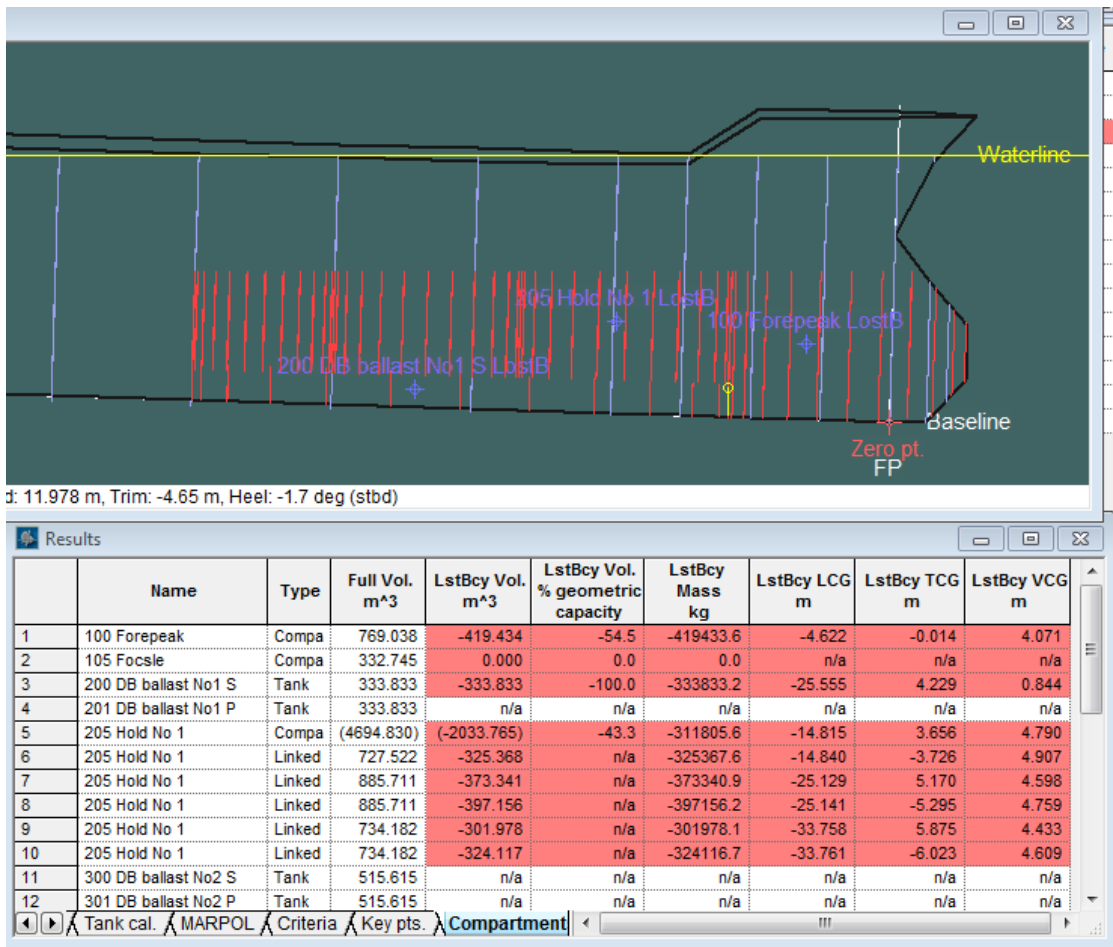 Waterline
205 Hold No 1 LostB
100 Forepeak LostB
200 DB ballast No1 S LostB
Baseline
Zero pt.
FP
d: 11.978 m, Trim: -4.65 m, Heel: -1.7 deg (stbd)
Results
Name Type Full Vol. m^3 LstBcy Vol. m^3 LstBcy Vol. % geometric capacity LstBcy Mass kg LstBcy LCG m LstBcy TCG m LstBcy VCG m
1 100 Forepeak Compa 769.038 -419.434 -54.5 -419433.6 -4.622 -0.014 4.071
2 105 Focsle Compa 332.745 0.000 0.0 0.0 n/a n/a n/a
3 200 DB ballast No1 S Tank 333.833 -333.833 -100.0 -333833.2 -25.555 4.229 0.844
4 201 DB ballast No1 P Tank 333.833 n/a n/a n/a n/a n/a n/a
5 205 Hold No 1 Compa (4694.830) (-2033.765) -43.3 -311805.6 -14.815 3.656 4.790
6 205 Hold No 1 Linked 727.522 -325.368 n/a -325367.6 -14.840 -3.726 4.907
7 205 Hold No 1 Linked 885.711 -373.341 n/a -373340.9 -25.129 5.170 4.598
8 205 Hold No 1 Linked 885.711 -397.156 n/a -397156.2 -25.141 -5.295 4.759
9 205 Hold No 1 Linked 734.182 -301.978 n/a -301978.1 -33.758 5.875 4.433
10 205 Hold No 1 Linked 734.182 -324.117 n/a -324116.7 -33.761 -6.023 4.609
11 300 DB ballast No2 S Tank 515.615 n/a n/a n/a n/a n/a n/a
12 301 DB ballast No2 P Tank 515.615 n/a n/a n/a n/a n/a n/a
Tank cal. MARPOL Criteria Key pts. Compartment